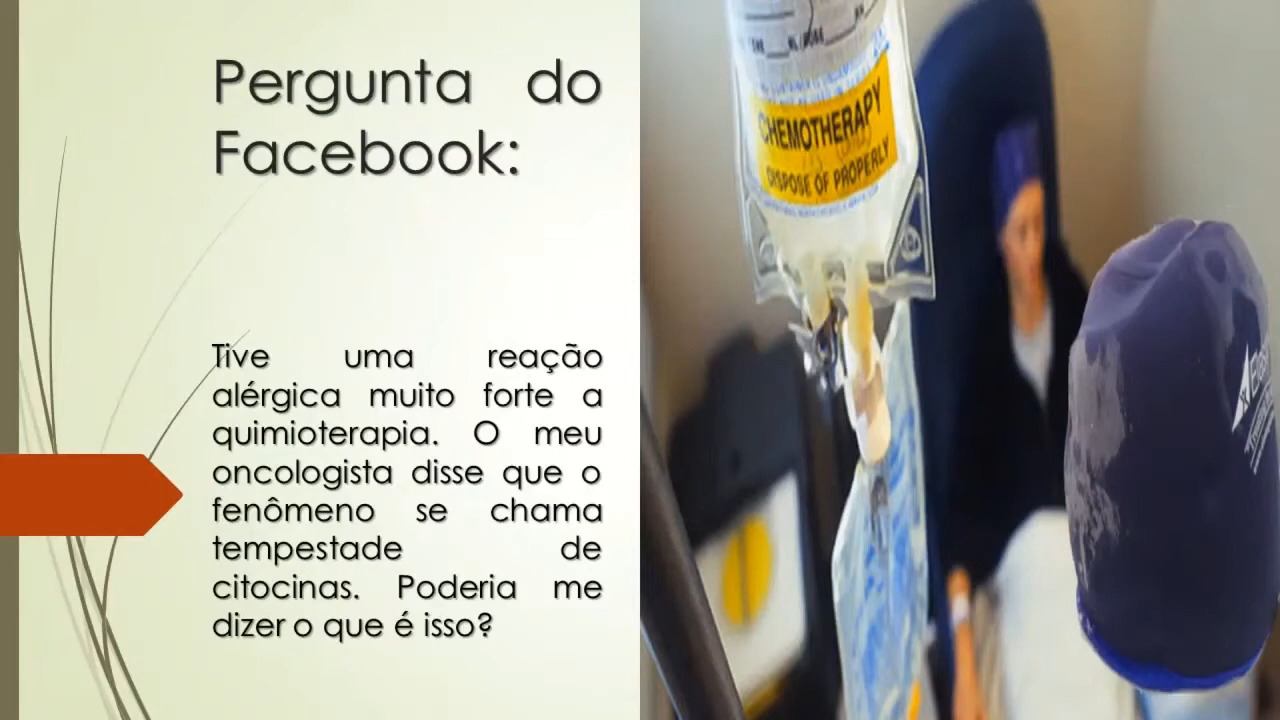 Pergunta do
Facebook:
Tive uma reação
alérgica muito forte a
quimioterapia. O meu
oncologista disse que o
fenômeno se chama
tempestade de
citocinas. Poderia me
dizer o que é isso?
CHEMOTHERAPY
DISPOSE OF PROPERLY